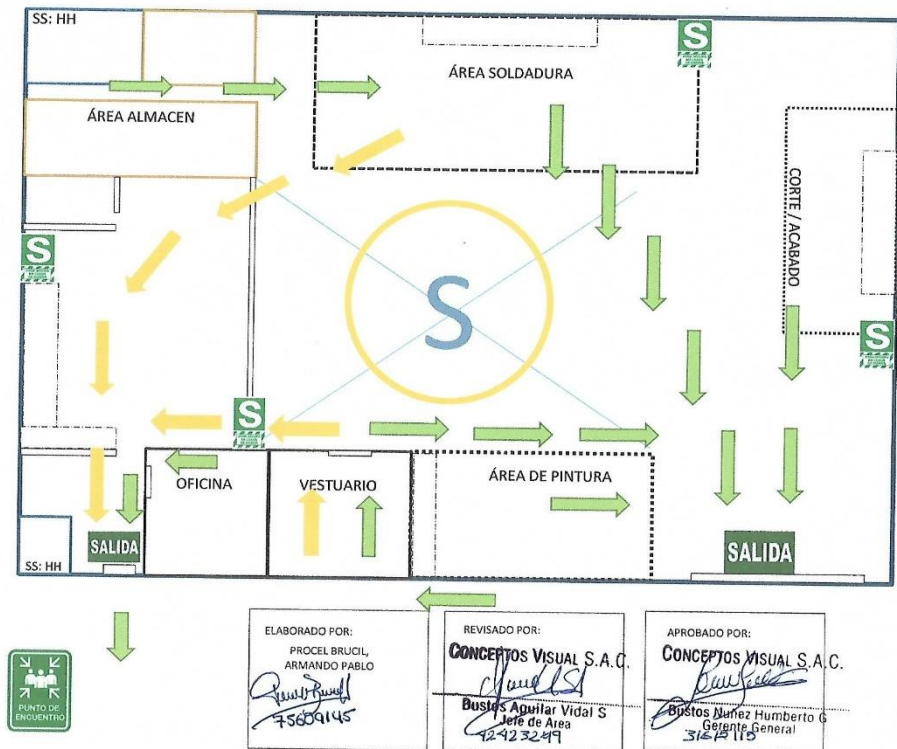 SS: HH
ÁREA SOLDADURA
S
ÁREA ALMACEN
CORTE / ACABADO
S
S
S
S
OFICINA
VESTUARIO
ÁREA DE PINTURA
SALIDA
SALIDA
SS: HH
PUNTO DE
ENCUENTRO
ELABORADO POR:
PROCEL BRUCIL,
ARMANDO PABLO
75609145
REVISADO POR:
CONCEPTOS VISUAL S.A.C.
Bustos Aguilar Vidal S
Jefe de Area
42423249
APROBADO POR:
CONCEPTOS VISUAL S.A.C.
Bustos Nuñez Humberto G
Gerente General